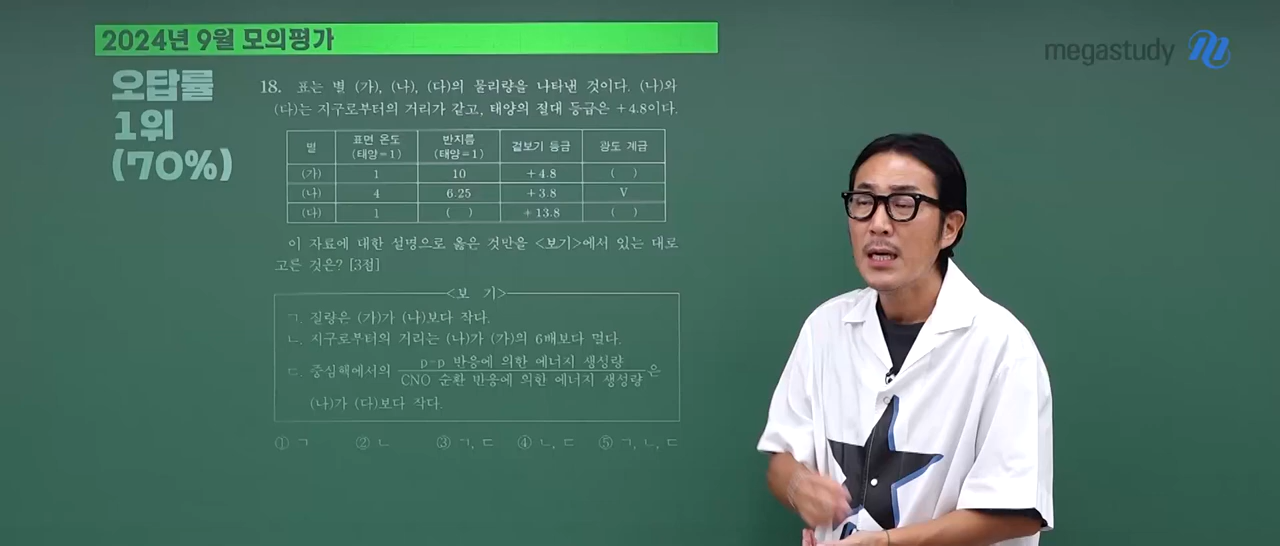 2024년 9월 모의평가
megastudy
오답률
1위
(70%)
18. 표는 별 (가), (나), (다)의 물리량을 나타낸 것이다. (나)와
(다)는 지구로부터의 거리가 같고, 태양의 절대 등급은 +4.8이다.
별 표면 온도 (태양=1) 반지름 (태양=1) 겉보기 등급 광도 계급
(가) 1 10 +4.8 ( )
(나) 4 6.25 +3.8 V
(다) 1 ( ) +13.8 ( )
이 자료에 대한 설명으로 옳은 것만을 <보기>에서 있는 대로
고른 것은? [3점]
<보 기>
ㄱ. 질량은 (가)가 (나)보다 작다.
ㄴ. 지구로부터의 거리는 (나)가 (가)의 6배보다 멀다.
ㄷ. 중심핵에서의 p-p 반응에 의한 에너지 생성량 / CNO 순환 반응에 의한 에너지 생성량 은
(나)가 (다)보다 작다.
① ㄱ ② ㄴ ③ ㄱ, ㄷ ④ ㄴ, ㄷ ⑤ ㄱ, ㄴ, ㄷ